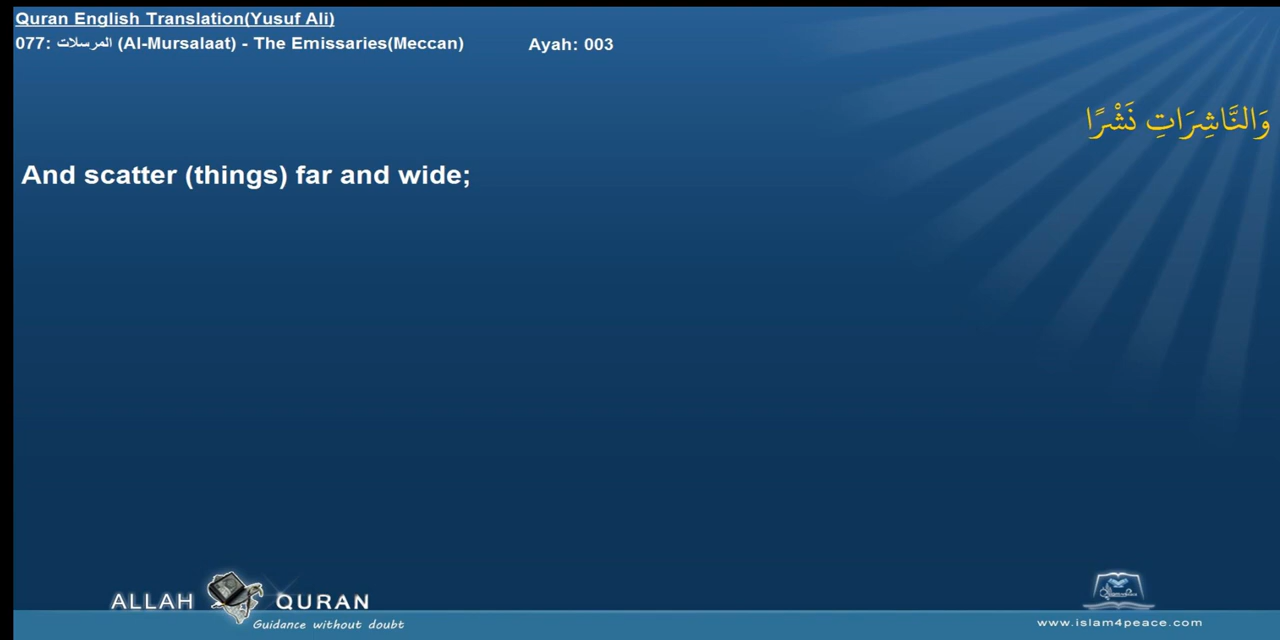 Quran English Translation(Yusuf Ali)
077: المرسلات (Al-Mursalaat) - The Emissaries(Meccan) Ayah: 003
وَالنَّاشِرَاتِ نَشْرًا
And scatter (things) far and wide;
ALLAH QURAN
Guidance without doubt
www.islam4peace.com